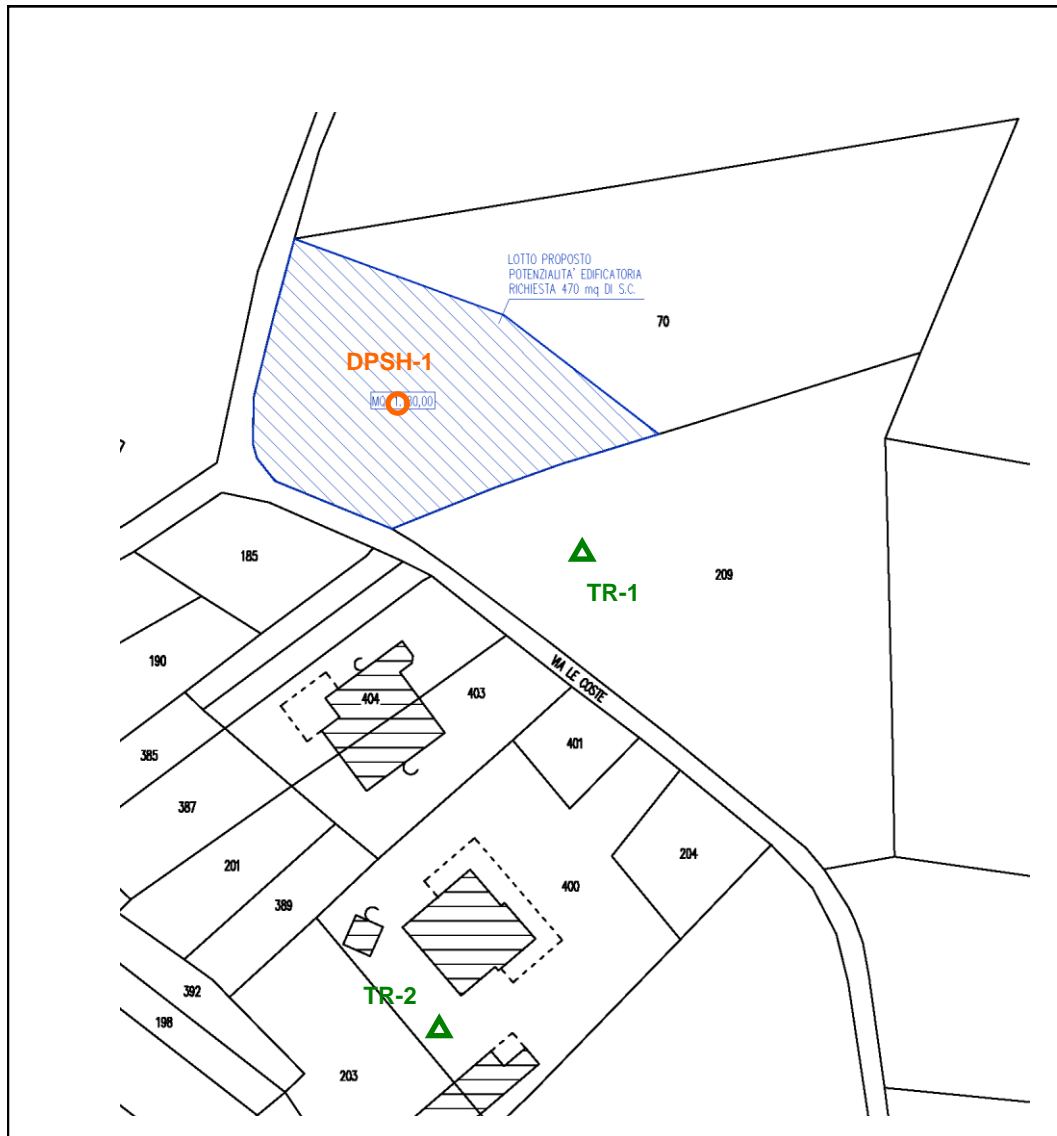 LOTTO PROPOSTO
POTENZIALITA' EDIFICATORIA
RICHIESTA 470 mq DI S.C.
70
DPSH-1
185
TR-1
209
190
VIA LE COSTE
404
403
401
385
387
201
204
389
400
392
TR-2
198
203